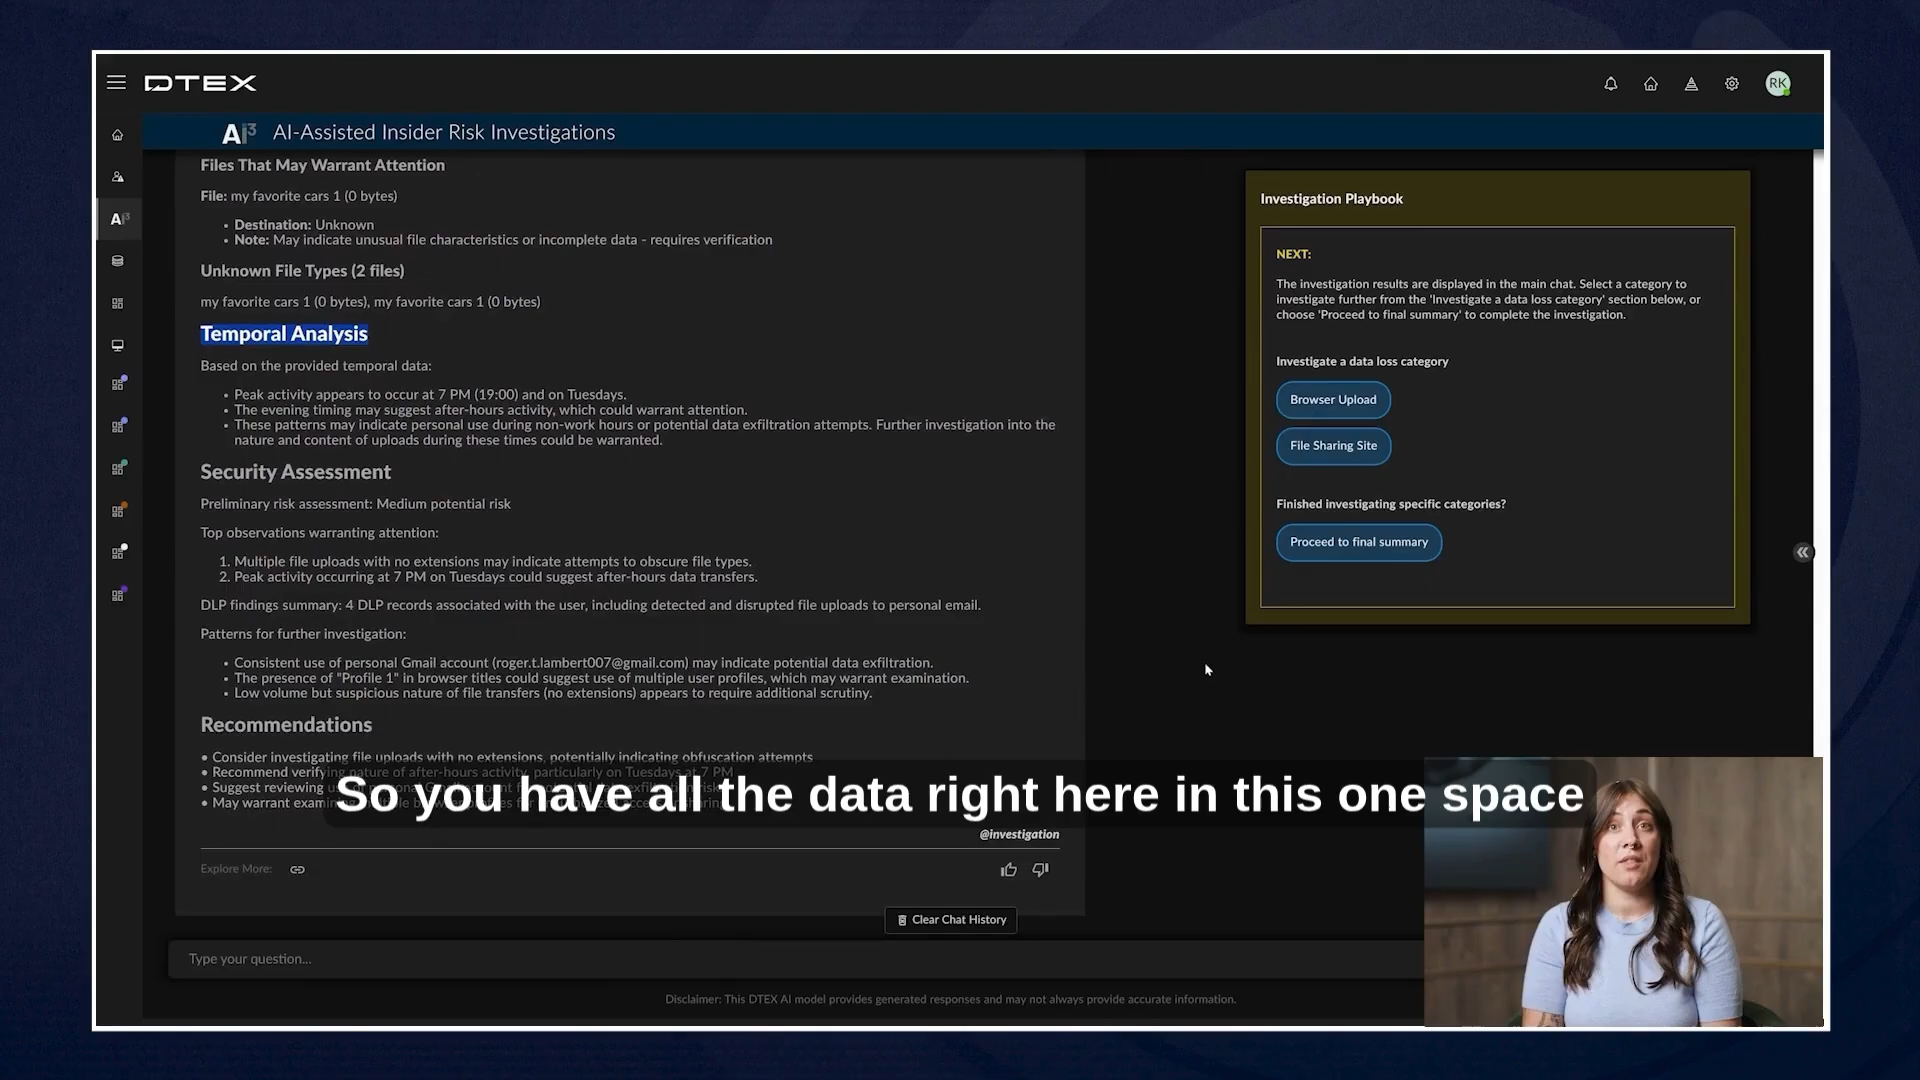 DTEX
RK
Ai3 AI-Assisted Insider Risk Investigations
Ai3
Files That May Warrant Attention
File: my favorite cars 1 (0 bytes)
• Destination: Unknown
• Note: May indicate unusual file characteristics or incomplete data - requires verification
Unknown File Types (2 files)
my favorite cars 1 (0 bytes), my favorite cars 1 (0 bytes)
Temporal Analysis
Based on the provided temporal data:
• Peak activity appears to occur at 7 PM (19:00) and on Tuesdays.
• The evening timing may suggest after-hours activity, which could warrant attention.
• These patterns may indicate personal use during non-work hours or potential data exfiltration attempts. Further investigation into the
nature and content of uploads during these times could be warranted.
Security Assessment
Preliminary risk assessment: Medium potential risk
Top observations warranting attention:
1. Multiple file uploads with no extensions may indicate attempts to obscure file types.
2. Peak activity occurring at 7 PM on Tuesdays could suggest after-hours data transfers.
DLP findings summary: 4 DLP records associated with the user, including detected and disrupted file uploads to personal email.
Patterns for further investigation:
• Consistent use of personal Gmail account (roger.t.lambert007@gmail.com) may indicate potential data exfiltration.
• The presence of "Profile 1" in browser titles could suggest use of multiple user profiles, which may warrant examination.
• Low volume but suspicious nature of file transfers (no extensions) appears to require additional scrutiny.
Recommendations
• Consider investigating file uploads with no extensions, potentially indicating obfuscation attempts
• Recommend verifying nature of after-hours activity, particularly on Tuesdays at 7 PM
• Suggest reviewing
• May warrant
So you have all the data right here in this one space
@investigation
Explore More:
Clear Chat History
Type your question...
Disclaimer: This DTEX AI model provides generated responses and may not always provide accurate information.
Investigation Playbook
NEXT:
The investigation results are displayed in the main chat. Select a category to
investigate further from the 'Investigate a data loss category' section below, or
choose 'Proceed to final summary' to complete the investigation.
Investigate a data loss category
Browser Upload
File Sharing Site
Finished investigating specific categories?
Proceed to final summary